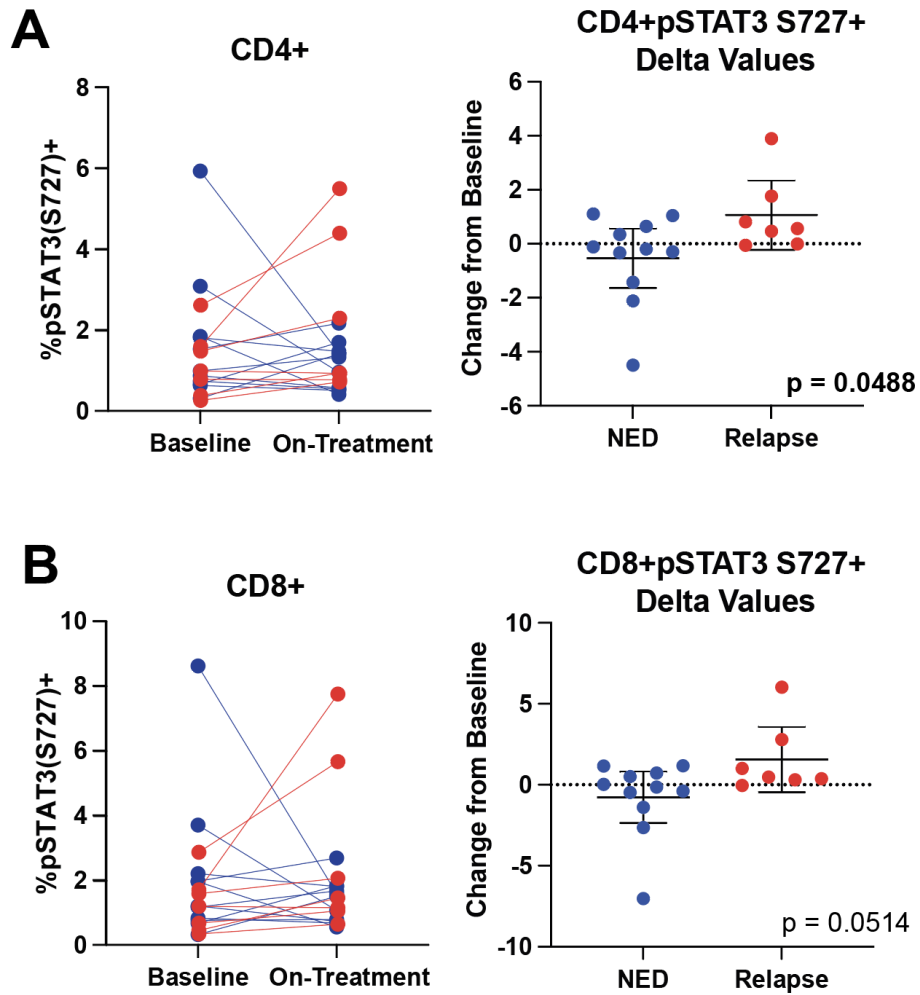 A
CD4+
%pSTAT3(S727)+
8
6
4
2
0
Baseline
On-Treatment
CD4+pSTAT3 S727+
Delta Values
Change from Baseline
6
4
2
0
-2
-4
-6
p = 0.0488
NED
Relapse
B
CD8+
%pSTAT3(S727)+
10
8
6
4
2
0
Baseline
On-Treatment
CD8+pSTAT3 S727+
Delta Values
Change from Baseline
10
5
0
-5
-10
p = 0.0514
NED
Relapse